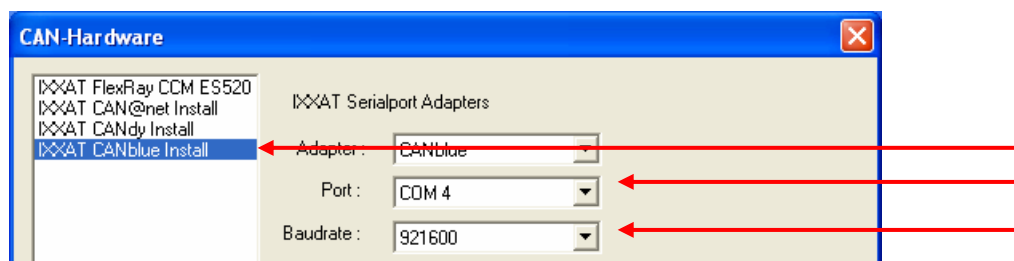 CAN-Hardware
IXXAT FlexRay CCM ES520
IXXAT CAN@net Install
IXXAT CANdy Install
IXXAT CANblue Install
IXXAT Serialport Adapters
Adapter : CANblue
Port : COM 4
Baudrate : 921600